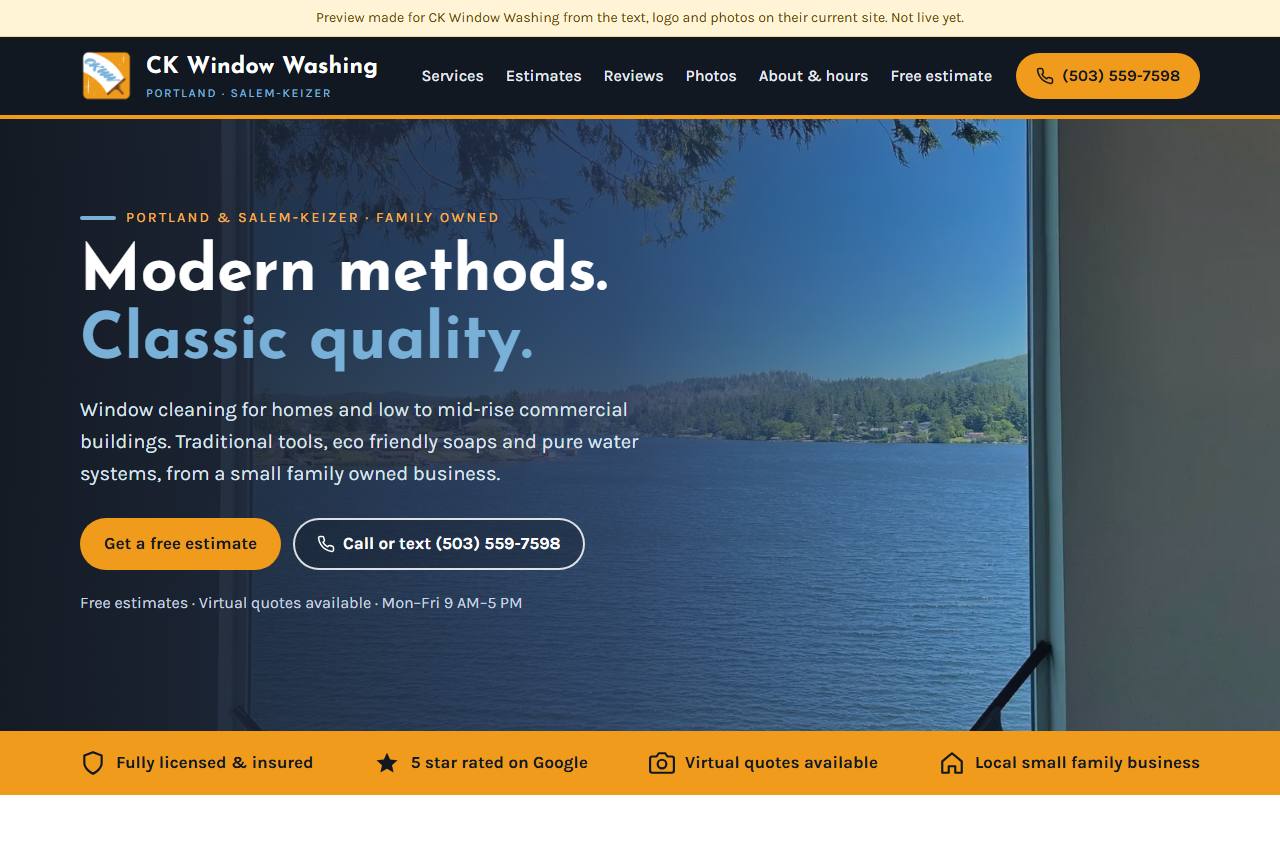 Preview made for CK Window Washing from the text, logo and photos on their current site. Not live yet.
CK Window Washing
PORTLAND · SALEM-KEIZER
Services
Estimates
Reviews
Photos
About & hours
Free estimate
(503) 559-7598
PORTLAND & SALEM-KEIZER · FAMILY OWNED
Modern methods.
Classic quality.
Window cleaning for homes and low to mid-rise commercial
buildings. Traditional tools, eco friendly soaps and pure water
systems, from a small family owned business.
Get a free estimate
Call or text (503) 559-7598
Free estimates · Virtual quotes available · Mon–Fri 9 AM–5 PM
Fully licensed & insured
5 star rated on Google
Virtual quotes available
Local small family business